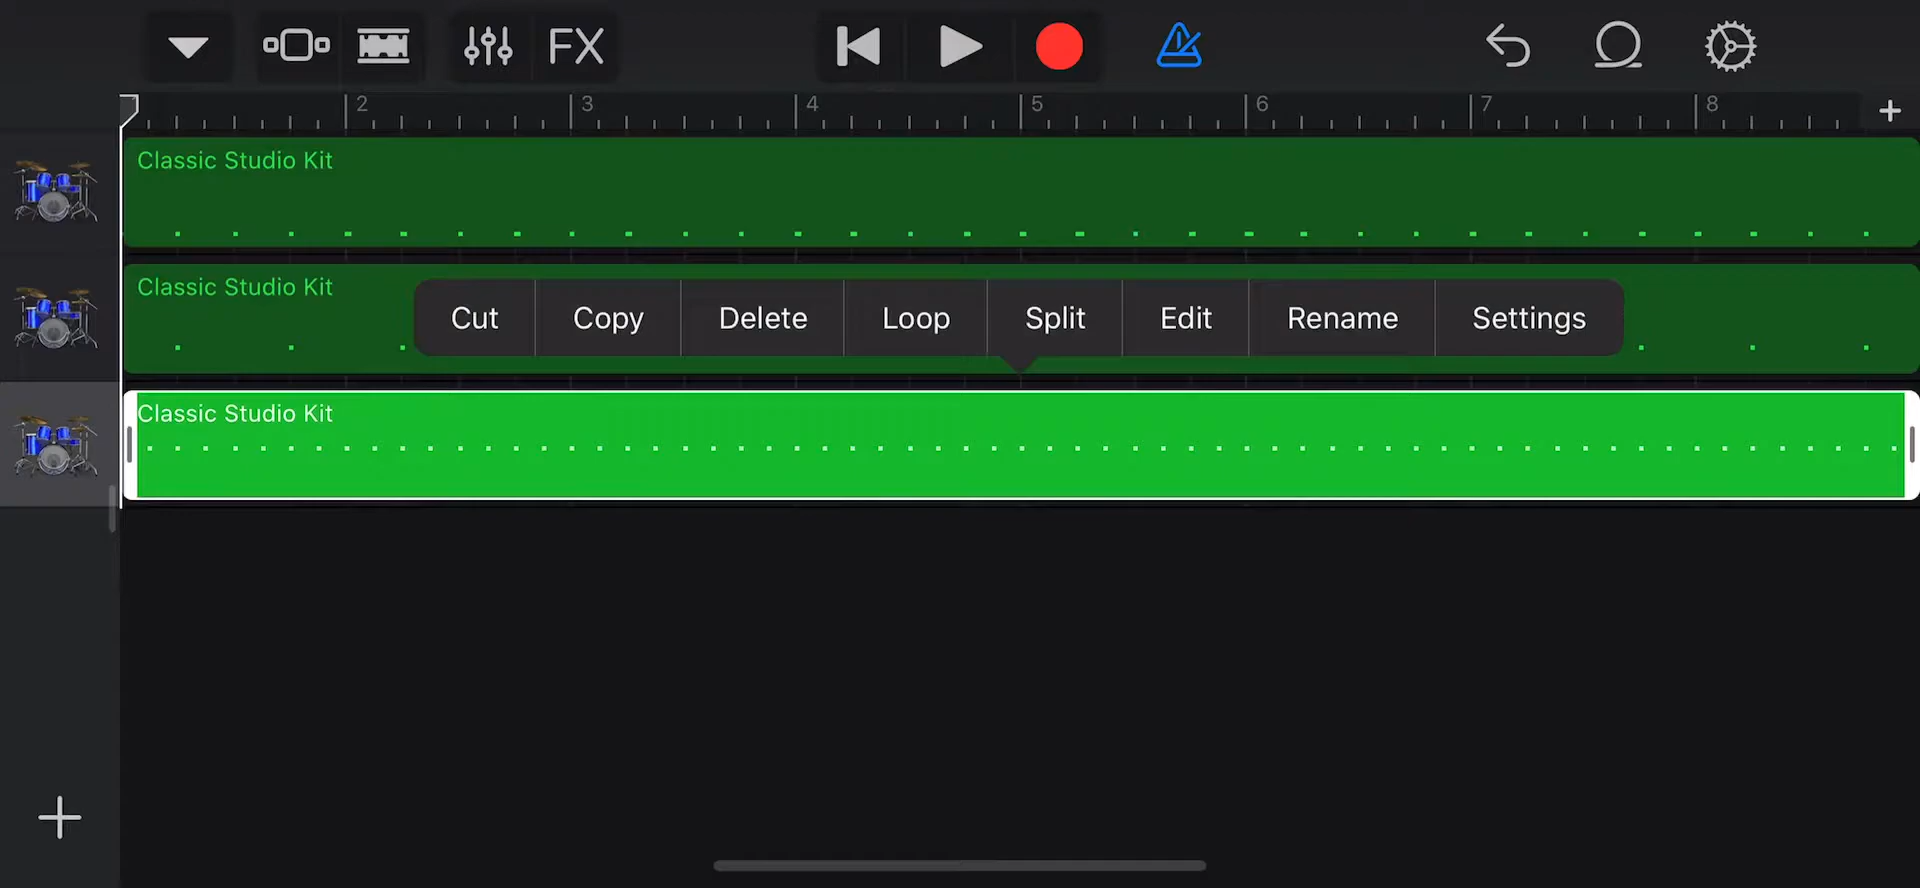 FX
2 3 4 5 6 7 8
Classic Studio Kit
Classic Studio Kit
Cut Copy Delete Loop Split Edit Rename Settings
Classic Studio Kit